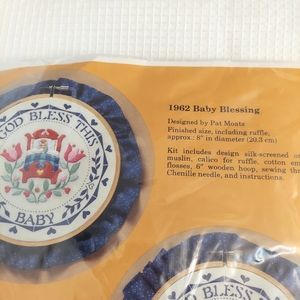 1962 Baby Blessing
Designed by Pat Moats
Finished size, including ruffle,
approx.: 8" in diameter (20,3 cm)
Kit includes design silk-screened
muslin, calico for ruffle, cotton em
flosses, 6" wooden hoop, sewing thr
Chenille needle, and instructions.
GOD BLESS THIS
BABY
OD BLESS